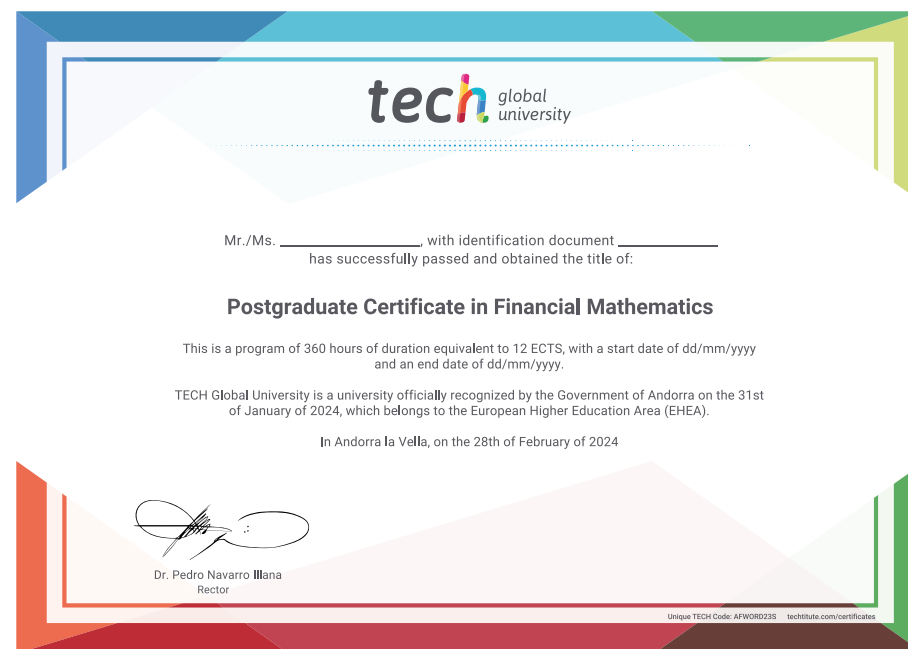 tech global
university
Mr./Ms. ____________________, with identification document ______________
has successfully passed and obtained the title of:
Postgraduate Certificate in Financial Mathematics
This is a program of 360 hours of duration equivalent to 12 ECTS, with a start date of dd/mm/yyyy
and an end date of dd/mm/yyyy.
TECH Global University is a university officially recognized by the Government of Andorra on the 31st
of January of 2024, which belongs to the European Higher Education Area (EHEA).
In Andorra la Vella, on the 28th of February of 2024
Dr. Pedro Navarro Illana
Rector
Unique TECH Code: AFWORD23S techtitute.com/certificates